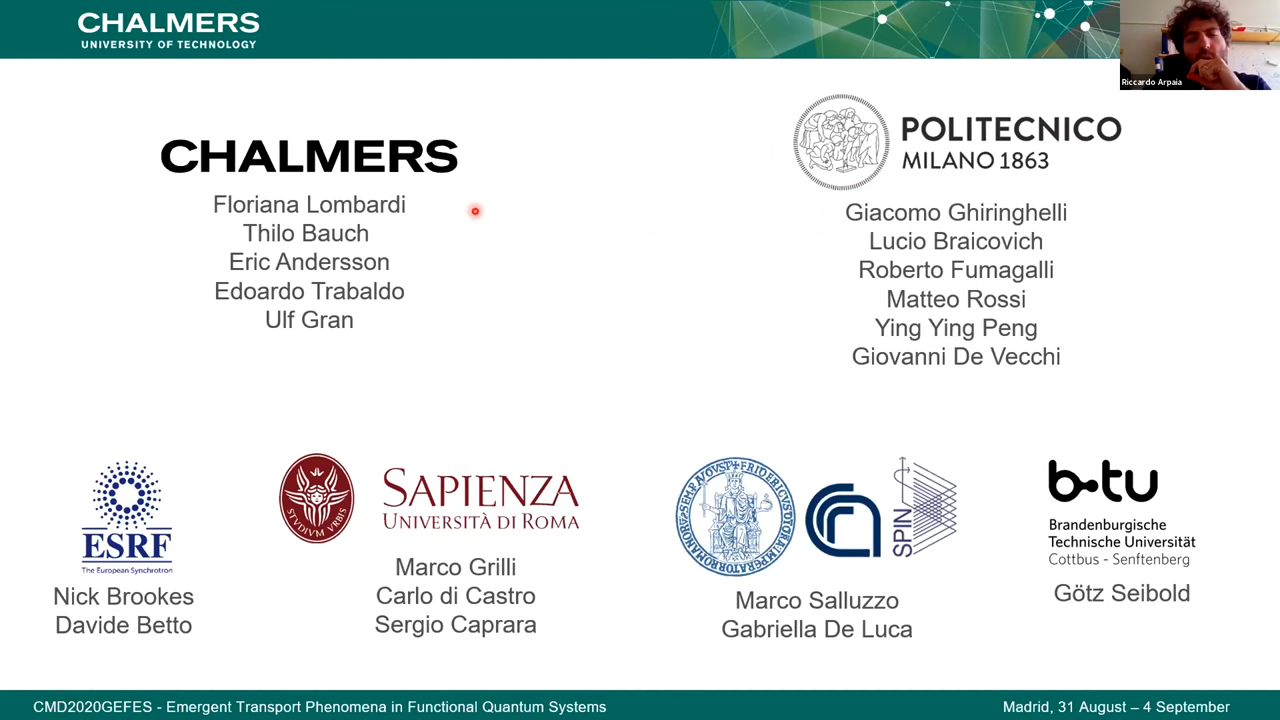 CHALMERS
UNIVERSITY OF TECHNOLOGY
Riccardo Arpaia
CHALMERS
Floriana Lombardi
Thilo Bauch
Eric Andersson
Edoardo Trabaldo
Ulf Gran
POLITECNICO
MILANO 1863
Giacomo Ghiringhelli
Lucio Braicovich
Roberto Fumagalli
Matteo Rossi
Ying Ying Peng
Giovanni De Vecchi
ESRF
The European Synchrotron
Nick Brookes
Davide Betto
STVDIVM VRBIS
SAPIENZA
UNIVERSITÀ DI ROMA
Marco Grilli
Carlo di Castro
Sergio Caprara
SPIN
Marco Salluzzo
Gabriella De Luca
b-tu
Brandenburgische
Technische Universität
Cottbus - Senftenberg
Götz Seibold
CMD2020GEFES - Emergent Transport Phenomena in Functional Quantum Systems
Madrid, 31 August – 4 September